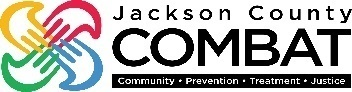 Jackson County
COMBAT
Community • Prevention • Treatment • Justice